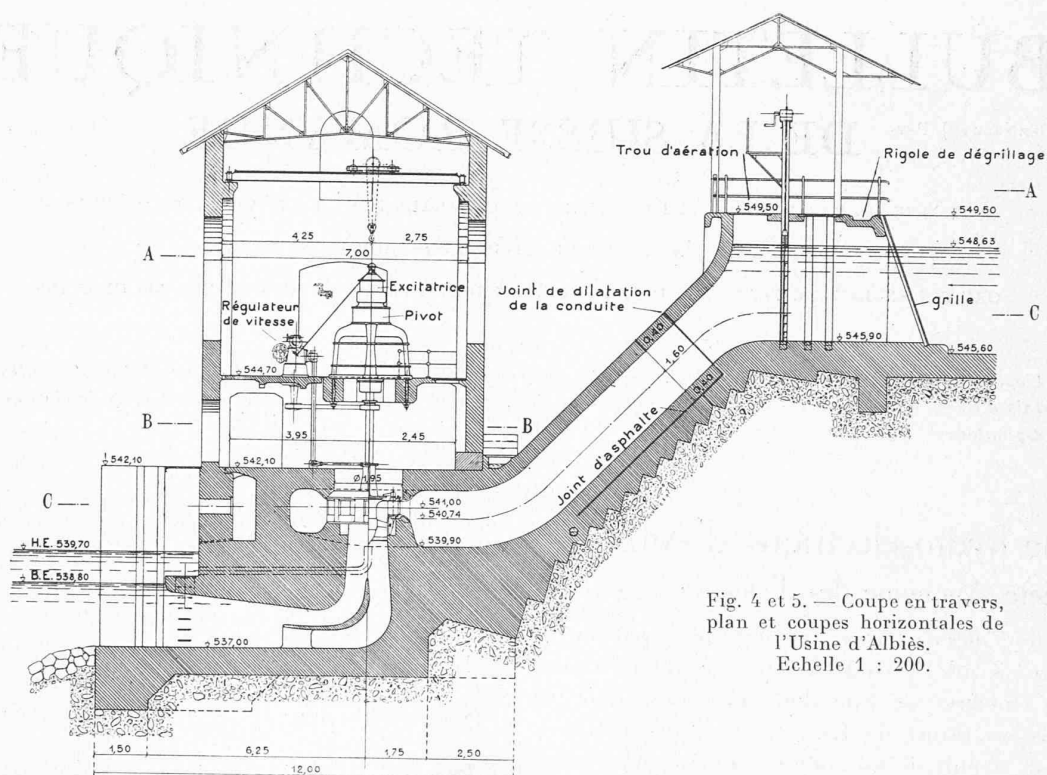 Trou d'aération
Rigole de dégrillage
A
549,50
549,50
548,63
4,25
2,75
7,00
A
Excitatrice
Régulateur
de vitesse
Pivot
Joint de dilatation
de la conduite
grille
C
0,40
1,60
0,40
545,90
545,60
544,70
B
B
3,95
2,45
Joint d'asphalte
542,10
542,10
Ø1,95
C
541,00
540,74
539,90
H.E. 539,70
B.E. 538,80
537,00
Fig. 4 et 5. — Coupe en travers,
plan et coupes horizontales de
l'Usine d'Albiès.
Echelle 1 : 200.
1,50
6,25
1,75
2,50
12,00